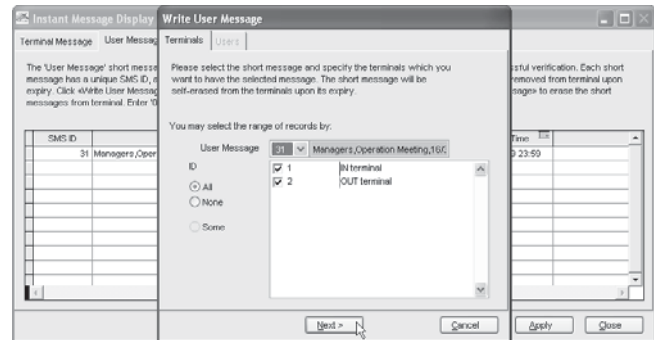 Instant Message Display
Write User Message
Terminal Message User Messag
Terminals Users
The 'User Message' short messa
message has a unique SMS ID,
expiry. Click «Write User Messag
messages from terminal. Enter '0
Please select the short message and specify the terminals which you
want to have the selected message. The short message will be
self-erased from the terminals upon its expiry.
ssful verification. Each short
removed from terminal upon
sage» to erase the short
You may select the range of records by:
User Message 31 Managers,Operation Meeting,16/
ID
All
None
Some
1 IN terminal
2 OUT terminal
SMS ID
31 Managers,Oper
Time
23:59
Next >
Cancel
Apply
Close